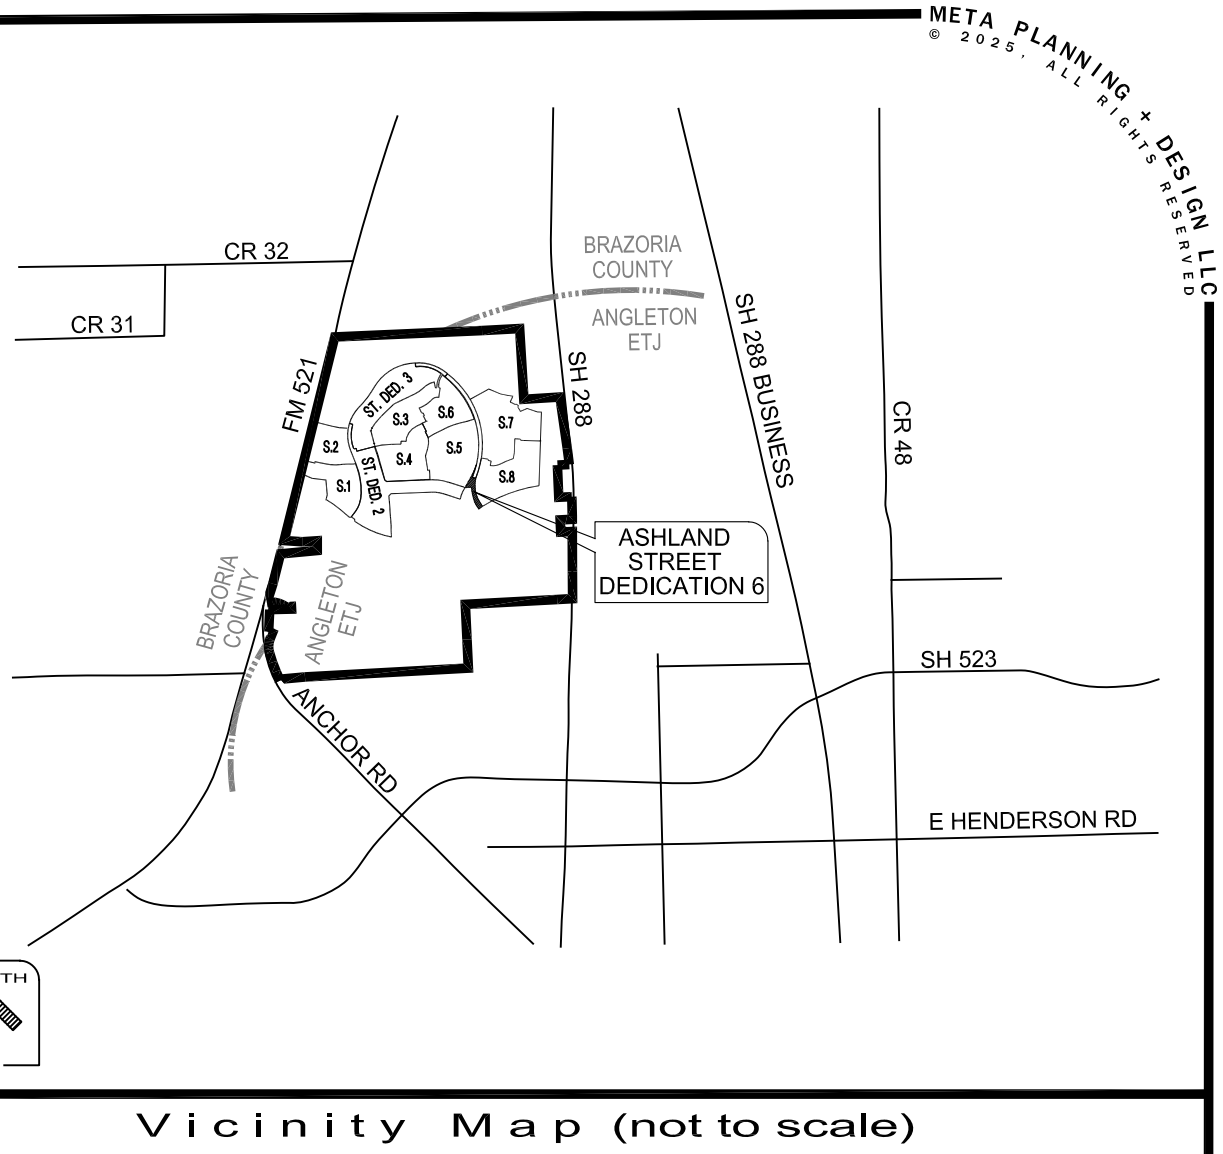 META PLANNING + DESIGN LLC
© 2025, ALL RIGHTS RESERVED
BRAZORIA
COUNTY
ANGLETON
ETJ
CR 32
CR 31
FM 521
SH 288
SH 288 BUSINESS
CR 48
ST. DED. 3
S.3
S.6
S.7
S.2
S.4
S.5
S.8
S.1
ST. DED. 2
ASHLAND
STREET
DEDICATION 6
BRAZORIA
COUNTY
ANGLETON
ETJ
SH 523
ANCHOR RD
E HENDERSON RD
TH
Vicinity Map (not to scale)